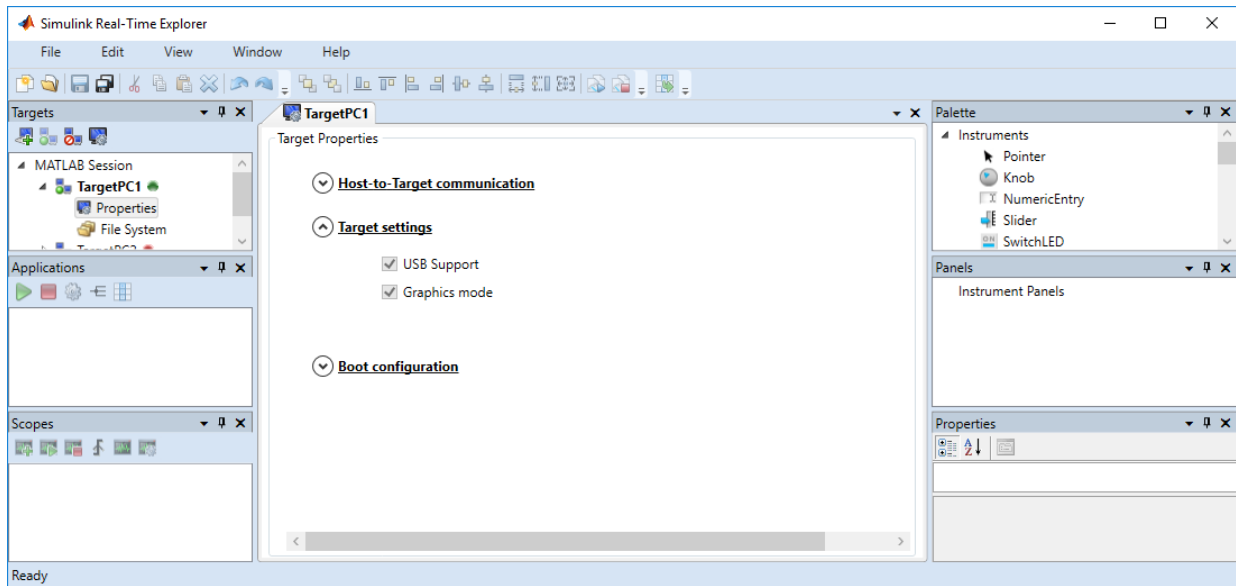 Simulink Real-Time Explorer
File Edit View Window Help
Targets
MATLAB Session
TargetPC1
Properties
File System
TargetPC2
Applications
Scopes
TargetPC1
Target Properties
Host-to-Target communication
Target settings
USB Support
Graphics mode
Boot configuration
Palette
Instruments
Pointer
Knob
NumericEntry
Slider
ON SwitchLED
Panels
Instrument Panels
Properties
Ready